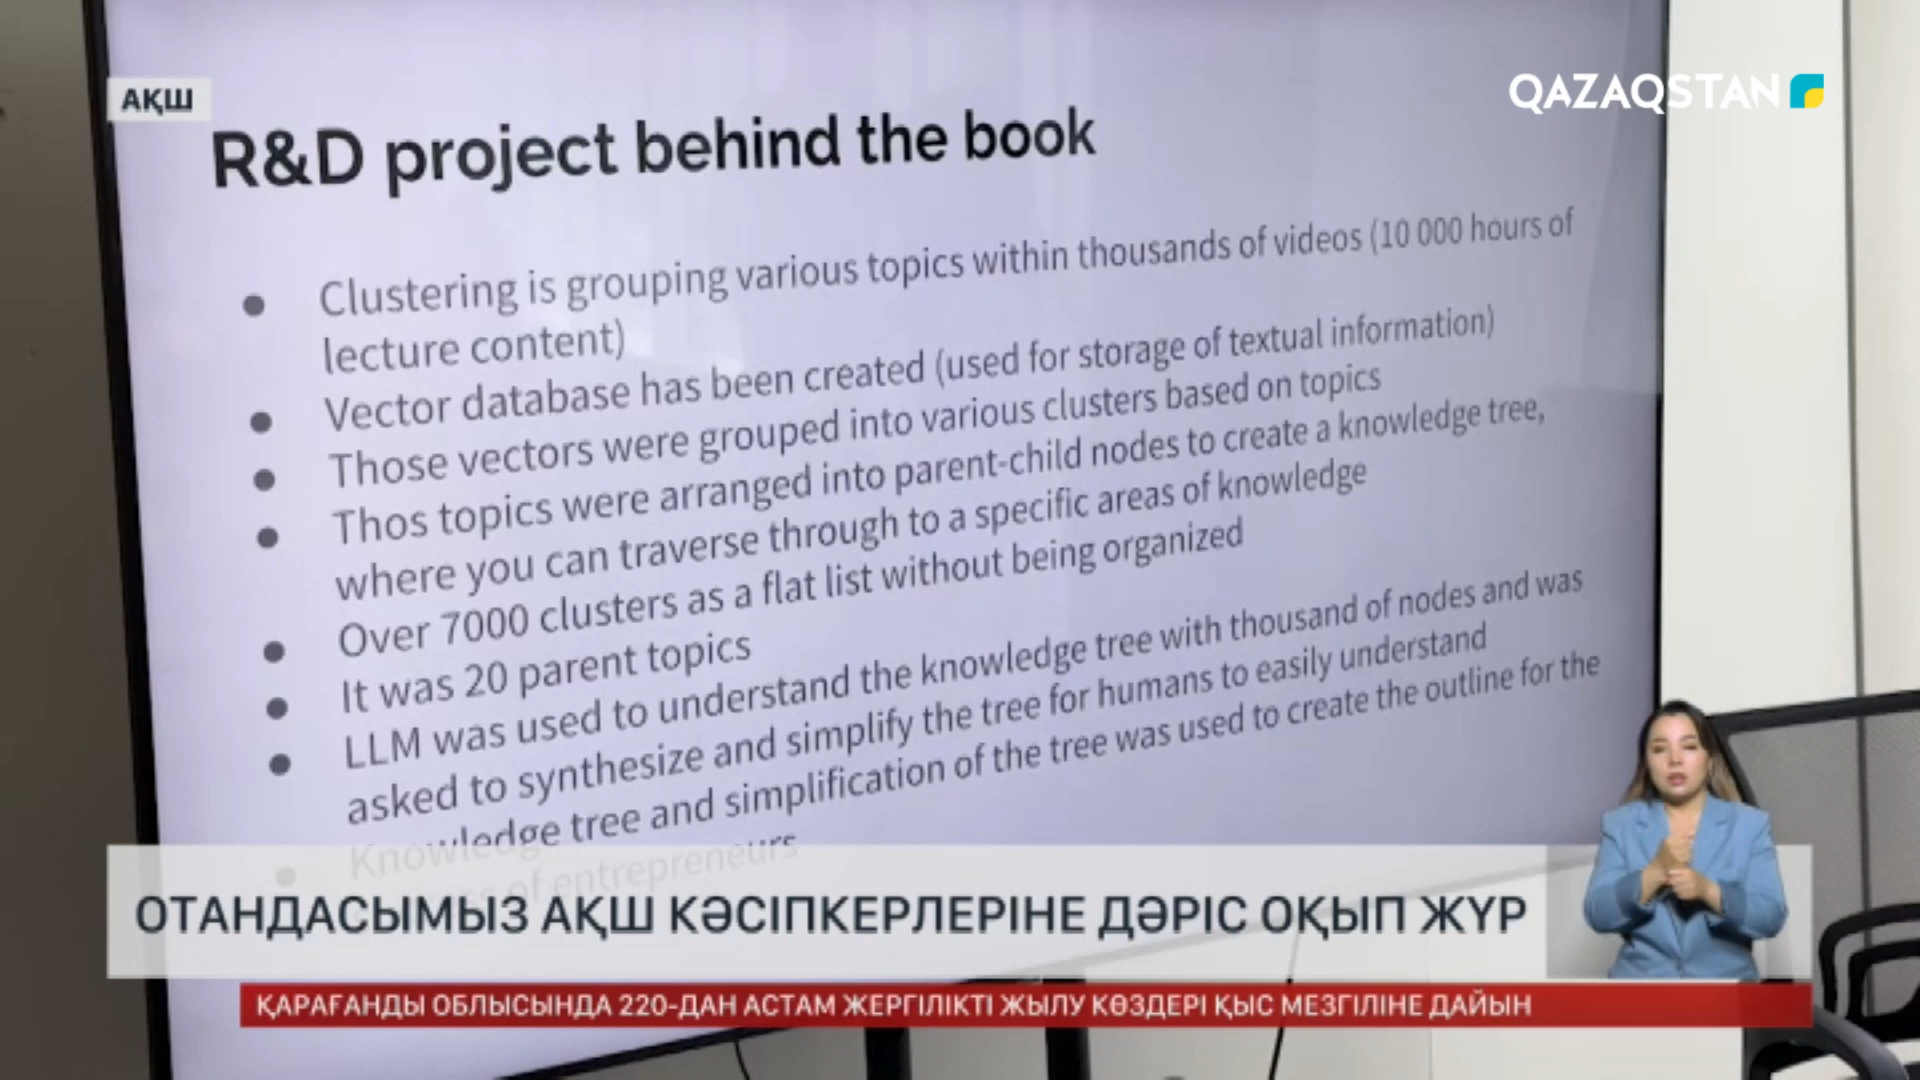 АҚШ
QAZAQSTAN
R&D project behind the book
● Clustering is grouping various topics within thousands of videos (10 000 hours of
lecture content)
● Vector database has been created (used for storage of textual information)
● Those vectors were grouped into various clusters based on topics
● Thos topics were arranged into parent-child nodes to create a knowledge tree,
where you can traverse through to a specific areas of knowledge
● Over 7000 clusters as a flat list without being organized
● It was 20 parent topics
● LLM was used to understand the knowledge tree with thousand of nodes and was
asked to synthesize and simplify the tree for humans to easily understand
● Knowledge tree and simplification of the tree was used to create the outline for the
of entrepreneurs
ОТАНДАСЫМЫЗ АҚШ КӘСІПКЕРЛЕРІНЕ ДӘРІС ОҚЫП ЖҮР
ҚАРАҒАНДЫ ОБЛЫСЫНДА 220-ДАН АСТАМ ЖЕРГІЛІКТІ ЖЫЛУ КӨЗДЕРІ ҚЫС МЕЗГІЛІНЕ ДАЙЫН